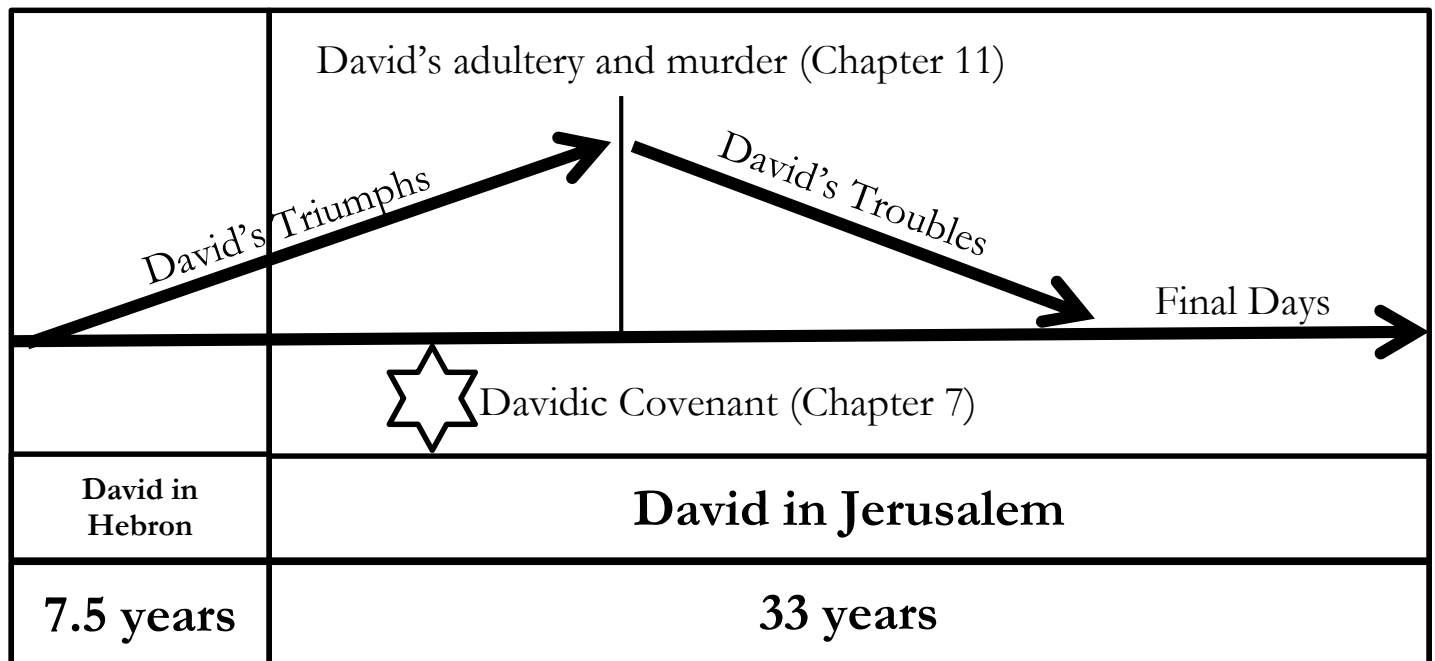 David’s adultery and murder (Chapter 11)
David’s Triumphs
David’s Troubles
Final Days
Davidic Covenant (Chapter 7)
David in
Hebron
David in Jerusalem
7.5 years
33 years